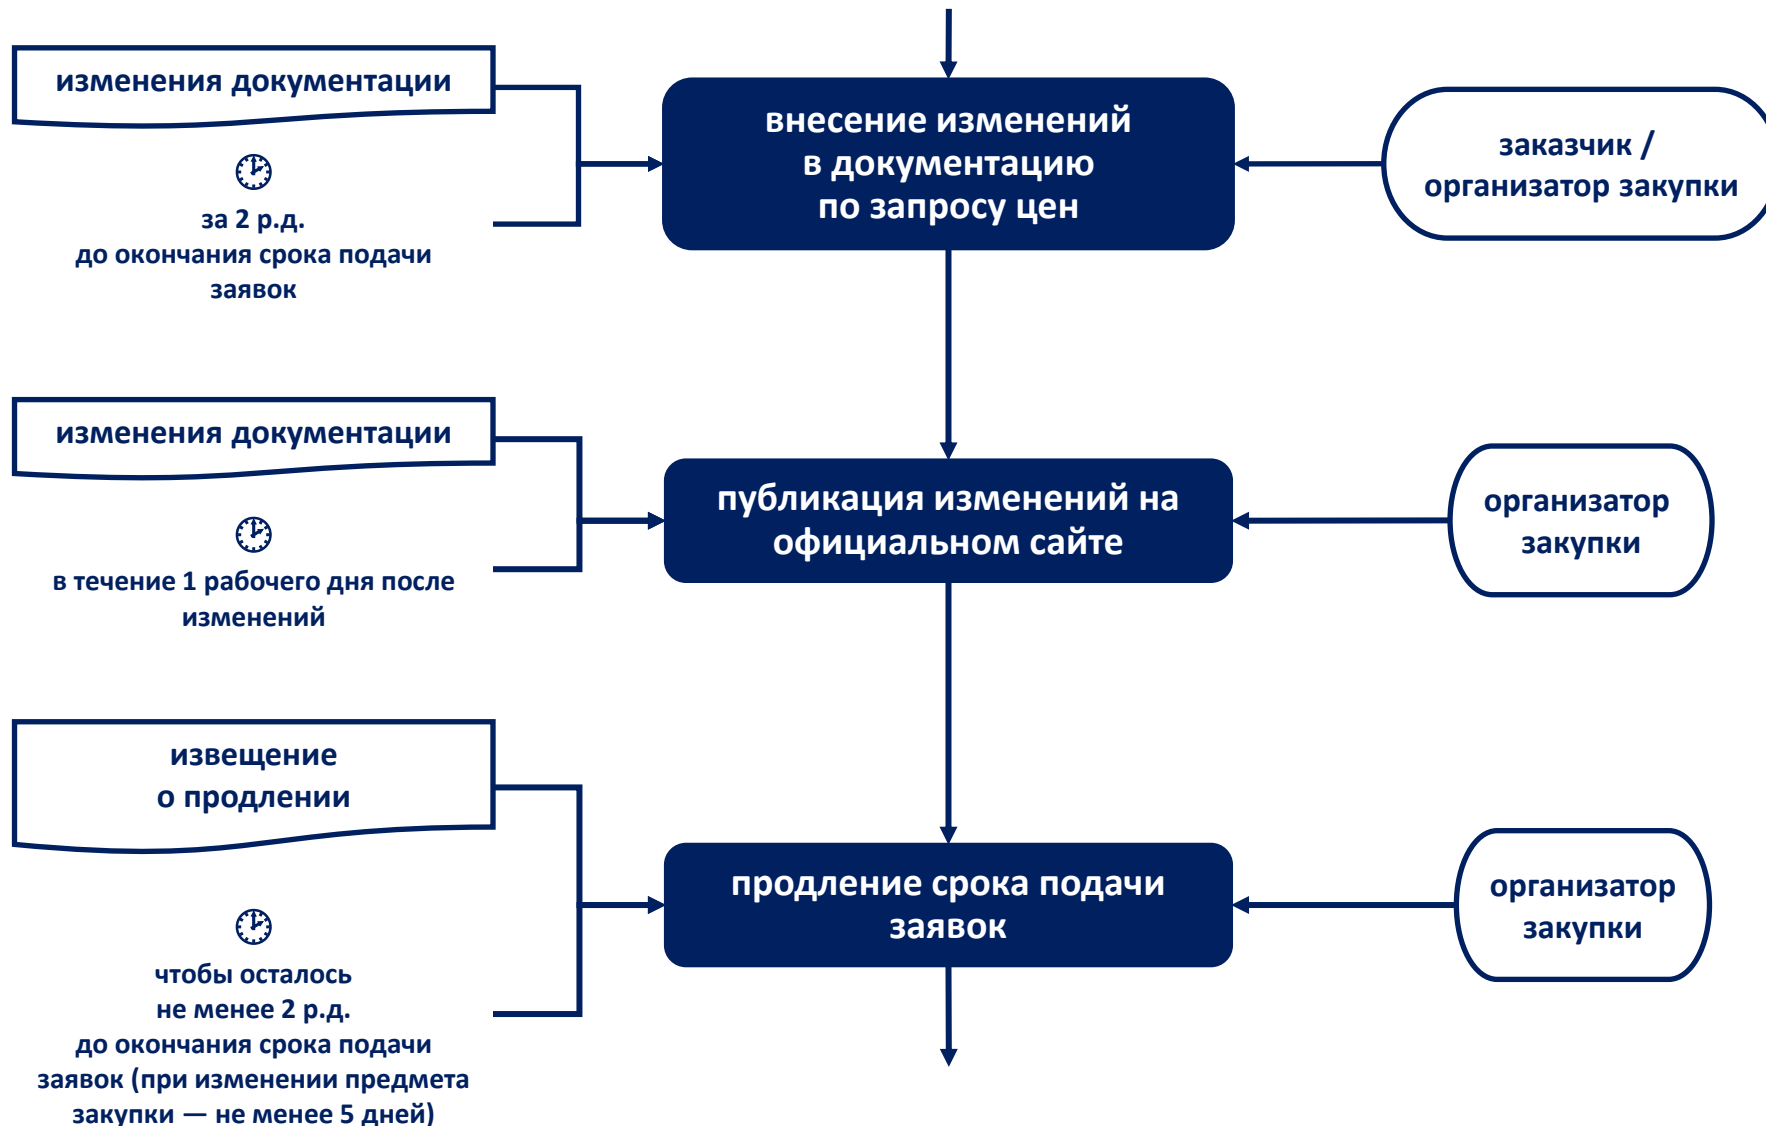 изменения документации
внесение изменений
в документацию
по запросу цен
заказчик /
организатор закупки
за 2 р.д.
до окончания срока подачи
заявок
изменения документации
публикация изменений на
официальном сайте
организатор
закупки
в течение 1 рабочего дня после
изменений
извещение
о продлении
продление срока подачи
заявок
организатор
закупки
чтобы осталось
не менее 2 р.д.
до окончания срока подачи
заявок (при изменении предмета
закупки — не менее 5 дней)